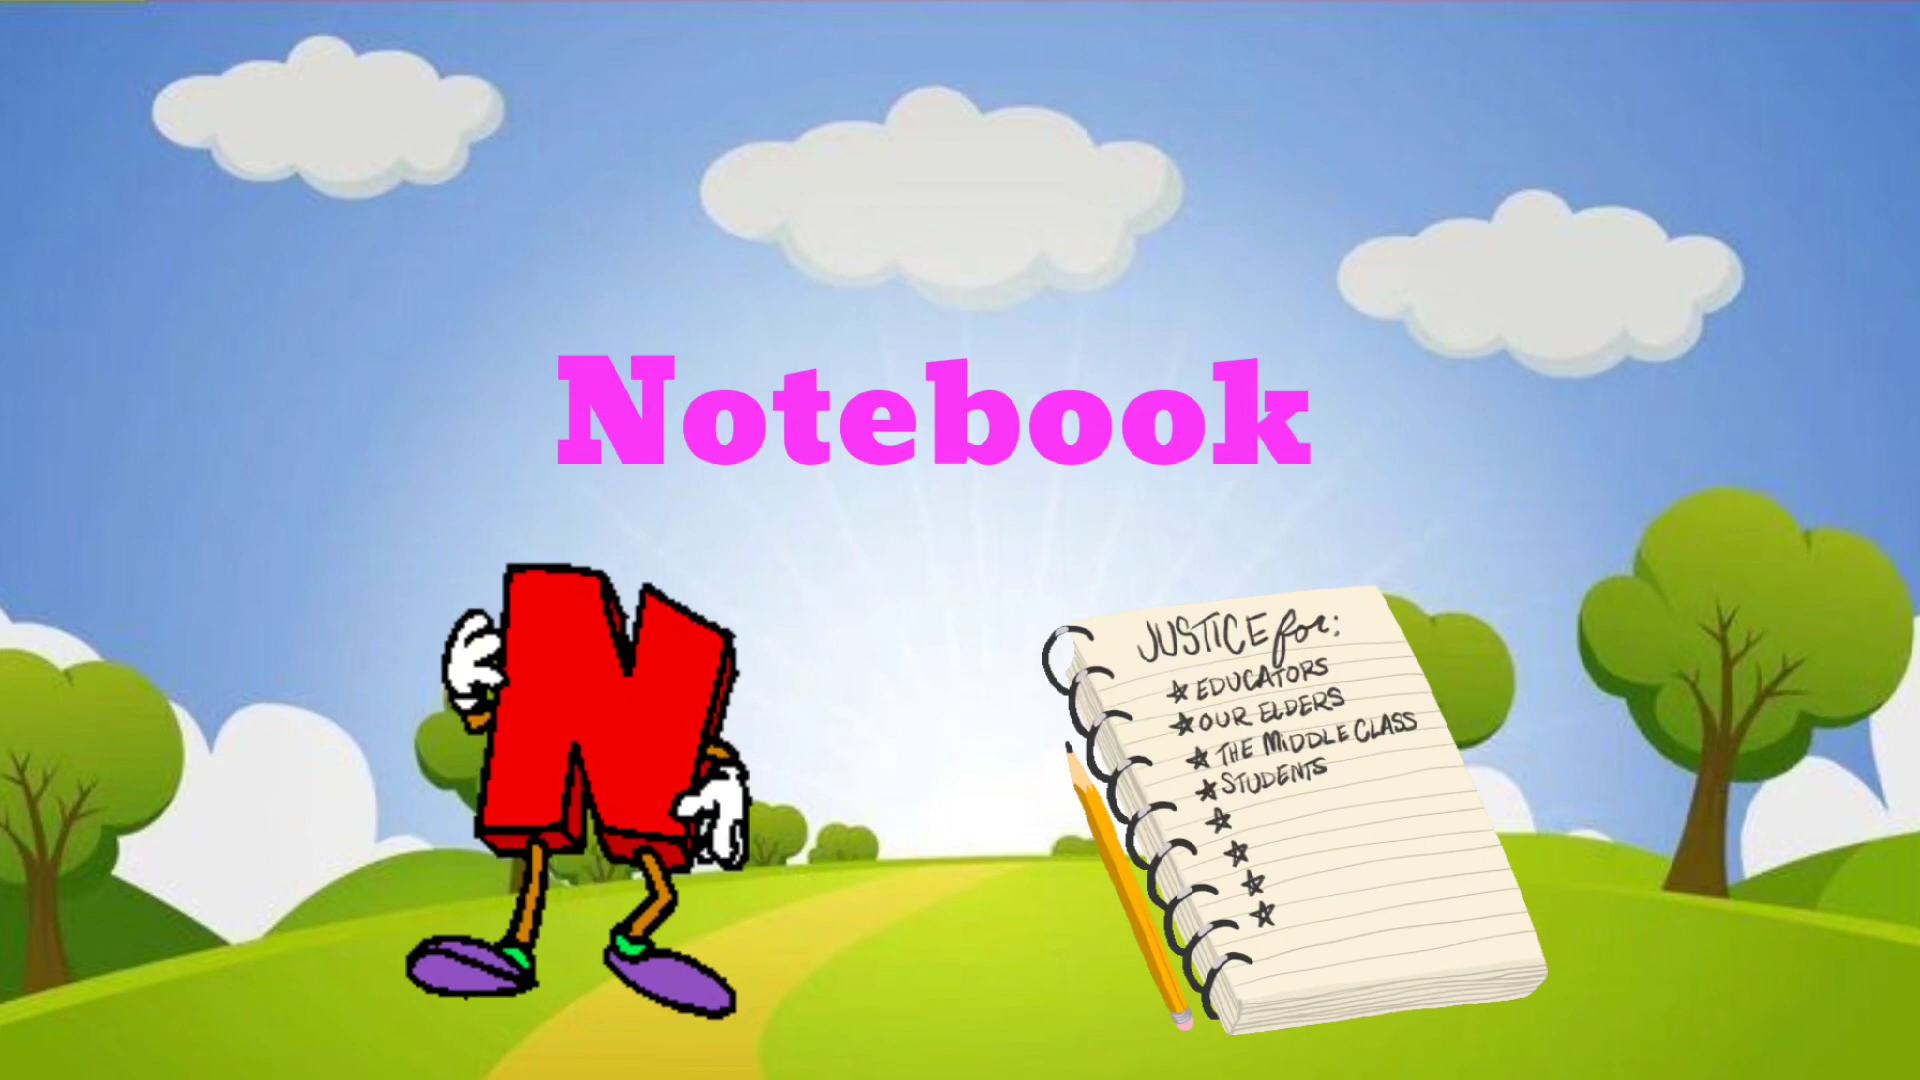 Notebook
N
JUSTICE for:
EDUCATORS
OUR ELDERS
THE MIDDLE CLASS
STUDENTS